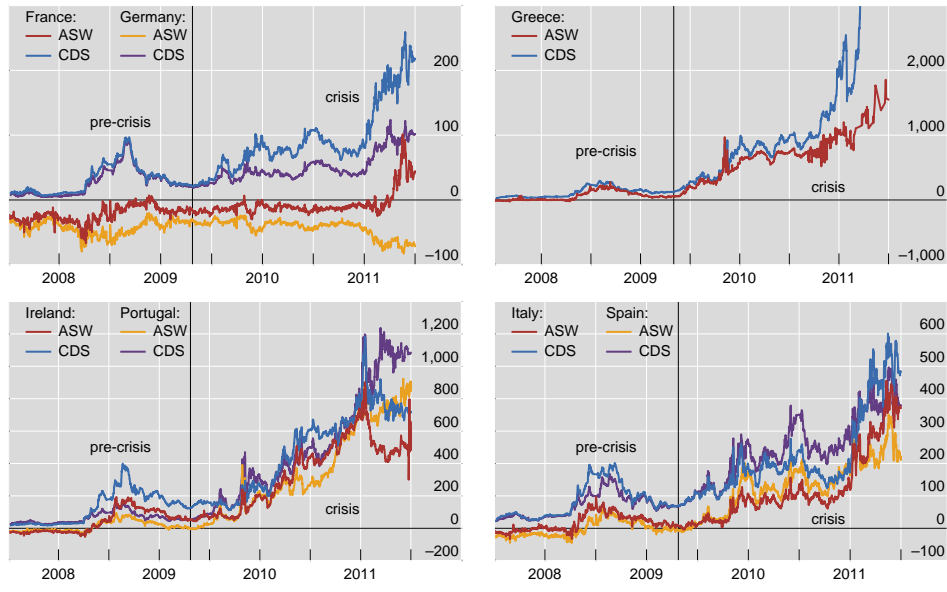 France: Germany:
ASW ASW
CDS CDS
200
crisis
pre-crisis
100
0
−100
2008 2009 2010 2011
Greece:
ASW
CDS
2,000
1,000
pre-crisis
crisis
0
−1,000
2008 2009 2010 2011
Ireland: Portugal:
ASW ASW
CDS CDS
1,200
1,000
800
600
pre-crisis
400
200
crisis
0
−200
2008 2009 2010 2011
Italy: Spain:
ASW ASW
CDS CDS
600
500
400
300
pre-crisis
200
100
crisis
0
−100
2008 2009 2010 2011